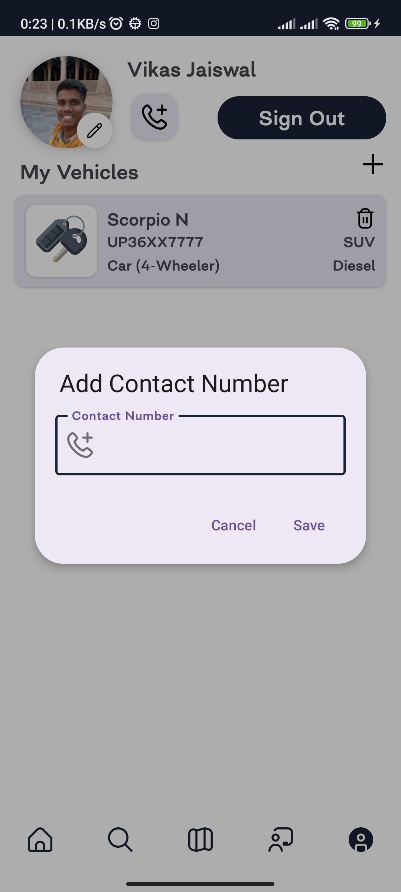 0:23 | 0.1KB/s
99
Vikas Jaiswal
Sign Out
My Vehicles
Scorpio N
UP36XX7777
SUV
Car (4-Wheeler)
Diesel
Add Contact Number
Contact Number
Cancel
Save